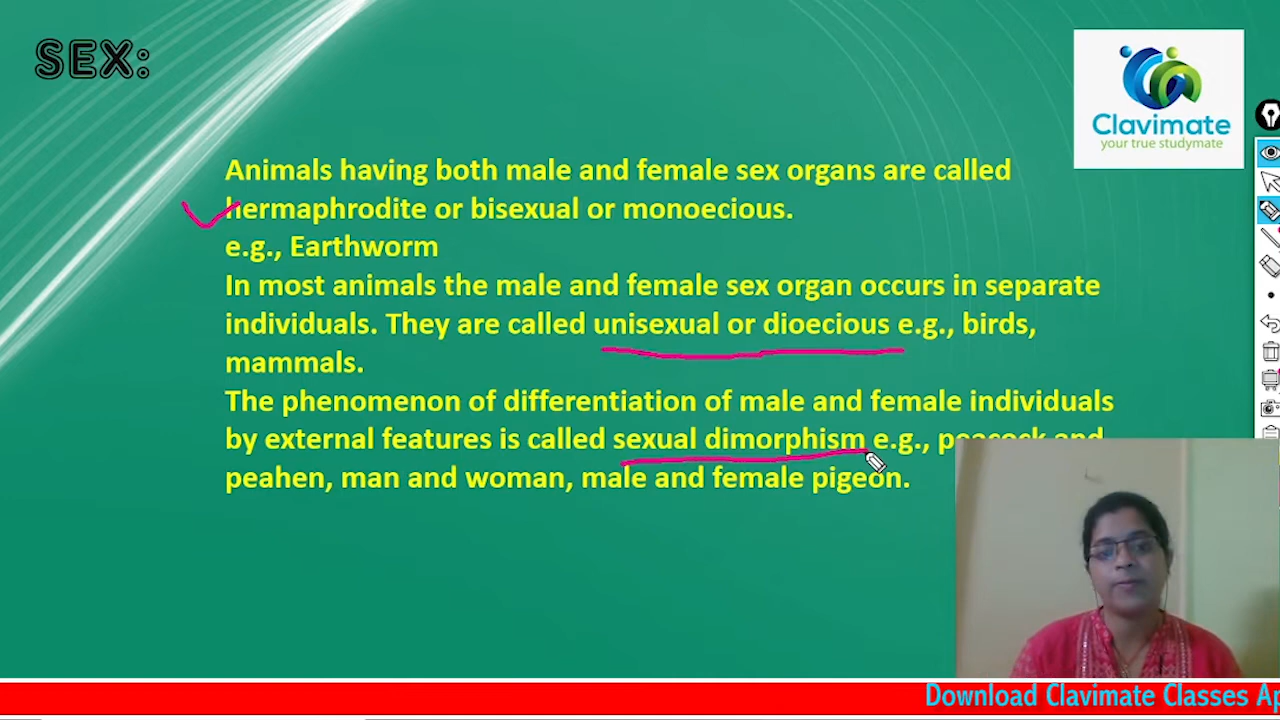 SEX:
Clavimate
your true studymate
Animals having both male and female sex organs are called
hermaphrodite or bisexual or monoecious.
e.g., Earthworm
In most animals the male and female sex organ occurs in separate
individuals. They are called unisexual or dioecious e.g., birds,
mammals.
The phenomenon of differentiation of male and female individuals
by external features is called sexual dimorphism e.g., peacock and
peahen, man and woman, male and female pigeon.
Download Clavimate Classes Ap